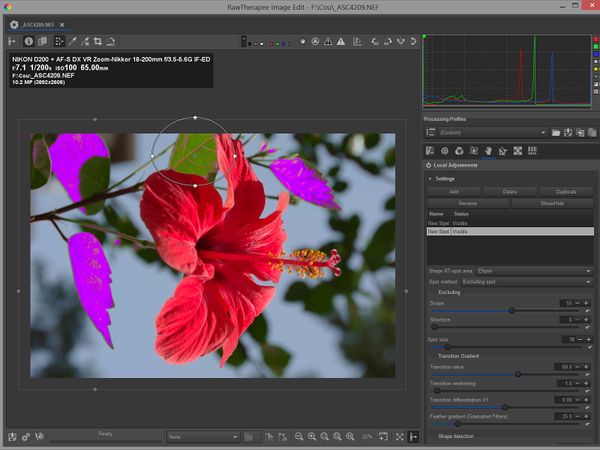 RawTherapee Image Edit - F:\Cou\_ASC4209.NEF
_ASC4209.NEF
NIKON D200 + AF-S DX VR Zoom-Nikkor 18-200mm f/3.5-5.6G IF-ED
f/7.1 1/200s ISO100 65.00mm
F:\Cou\_ASC4209.NEF
10.2 MP (3892x2608)
Processing Profiles
(Custom)
Local Adjustments
Settings
Add Delete Duplicate
Rename Show/Hide
Name Status
New Spot Visible
New Spot Visible
Shape RT-spot area: Ellipse
Spot method: Excluding spot
Excluding
Scope 55
Structure 0
Spot size 18
Transition Gradient
Transition value 60.0
Transition weakening 1.0
Transition differentiation XY 0.00
Feather gradient (Graduated Filters) 25.0
Shape detection
Ready None 25%